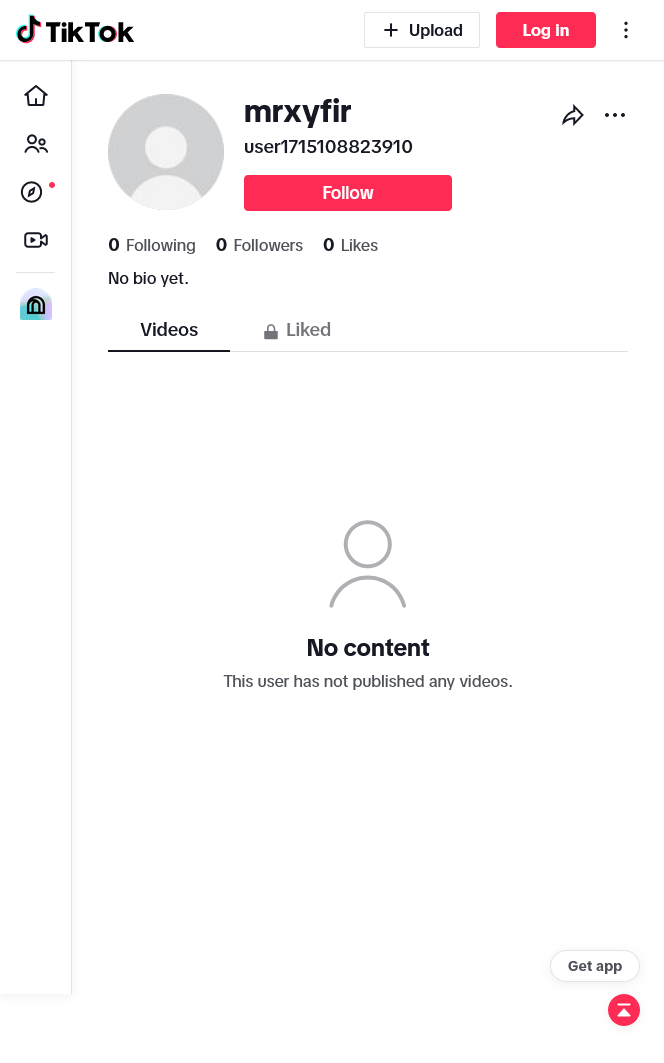 TikTok
Upload
Log in
mrxyfir
user1715108823910
Follow
0 Following 0 Followers 0 Likes
No bio yet.
Videos
Liked
No content
This user has not published any videos.
Get app